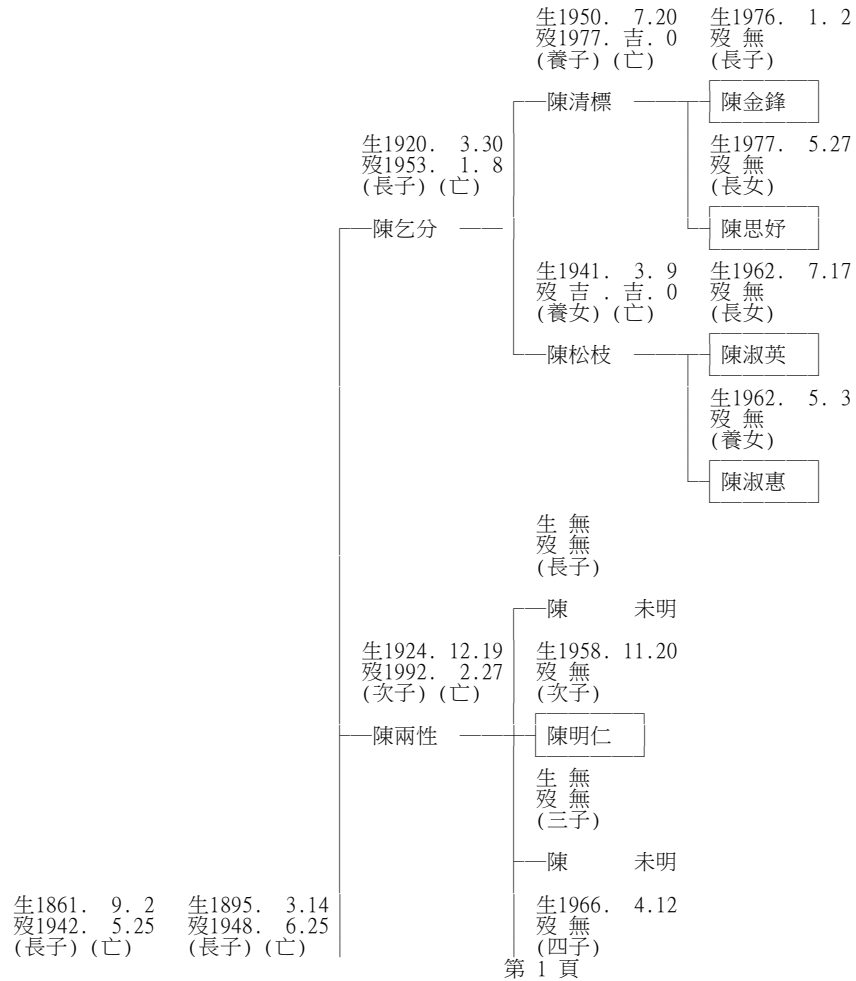 生1950. 7.20 生1976. 1. 2
歿1977. 吉. 0 歿 無
(養子)(亡) (長子)
陳清標 陳金鋒
生1920. 3.30 生1977. 5.27
歿1953. 1. 8 歿 無
(長子)(亡) (長女)
陳乞分 陳思妤
生1941. 3. 9 生1962. 7.17
歿 吉 . 吉. 0 歿 無
(養女)(亡) (長女)
陳松枝 陳淑英
生1962. 5. 3
歿 無
(養女)
陳淑惠
生 無
歿 無
(長子)
陳 未明
生1924. 12.19 生1958. 11.20
歿1992. 2.27 歿 無
(次子)(亡) (次子)
陳兩性 陳明仁
生 無
歿 無
(三子)
陳 未明
生1861. 9. 2 生1895. 3.14 生1966. 4.12
歿1942. 5.25 歿1948. 6.25 歿 無
(長子)(亡) (長子)(亡) (四子)
第 1 頁